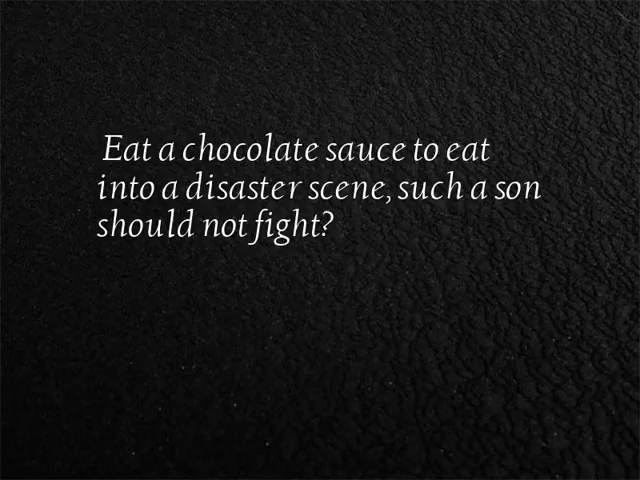 Eat a chocolate sauce to eat
into a disaster scene, such a son
should not fight?